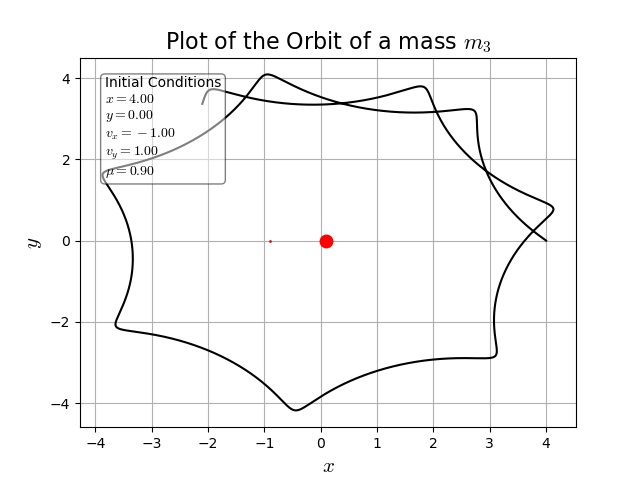 Plot of the Orbit of a mass m₃
Initial Conditions
x = 4.00
y = 0.00
vₓ = −1.00
v_y = 1.00
μ = 0.90
y
4
2
0
−2
−4
−4 −3 −2 −1 0 1 2 3 4
x